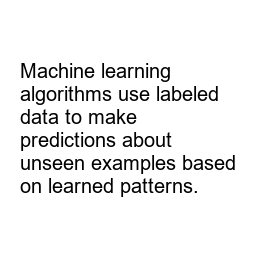 Machine learning
algorithms use labeled
data to make
predictions about
unseen examples based
on learned patterns.